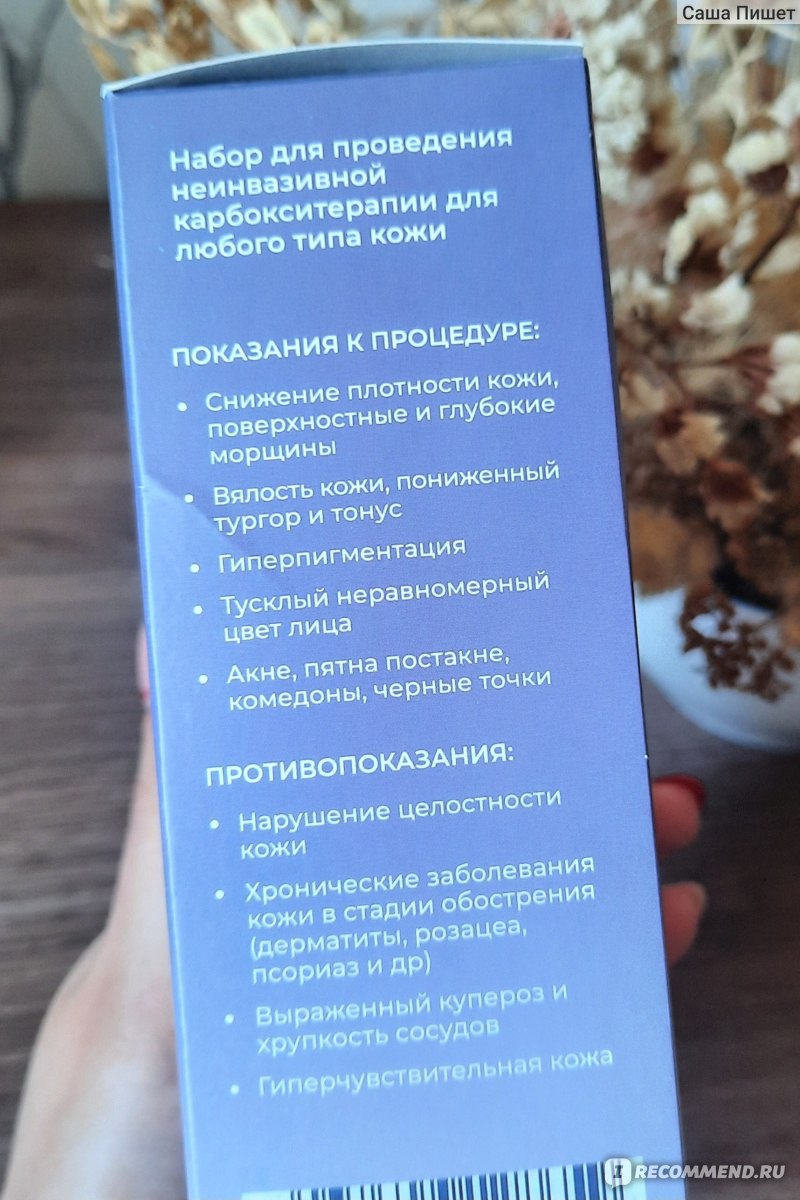 Саша Пишет
Набор для проведения
неинвазивной
карбокситерапии для
любого типа кожи
ПОКАЗАНИЯ К ПРОЦЕДУРЕ:
• Снижение плотности кожи,
поверхностные и глубокие
морщины
• Вялость кожи, пониженный
тургор и тонус
• Гиперпигментация
• Тусклый неравномерный
цвет лица
• Акне, пятна постакне,
комедоны, черные точки
ПРОТИВОПОКАЗАНИЯ:
• Нарушение целостности
кожи
• Хронические заболевания
кожи в стадии обострения
(дерматиты, розацеа,
псориаз и др)
• Выраженный купероз и
хрупкость сосудов
• Гиперчувствительная кожа
RECOMMEND.RU